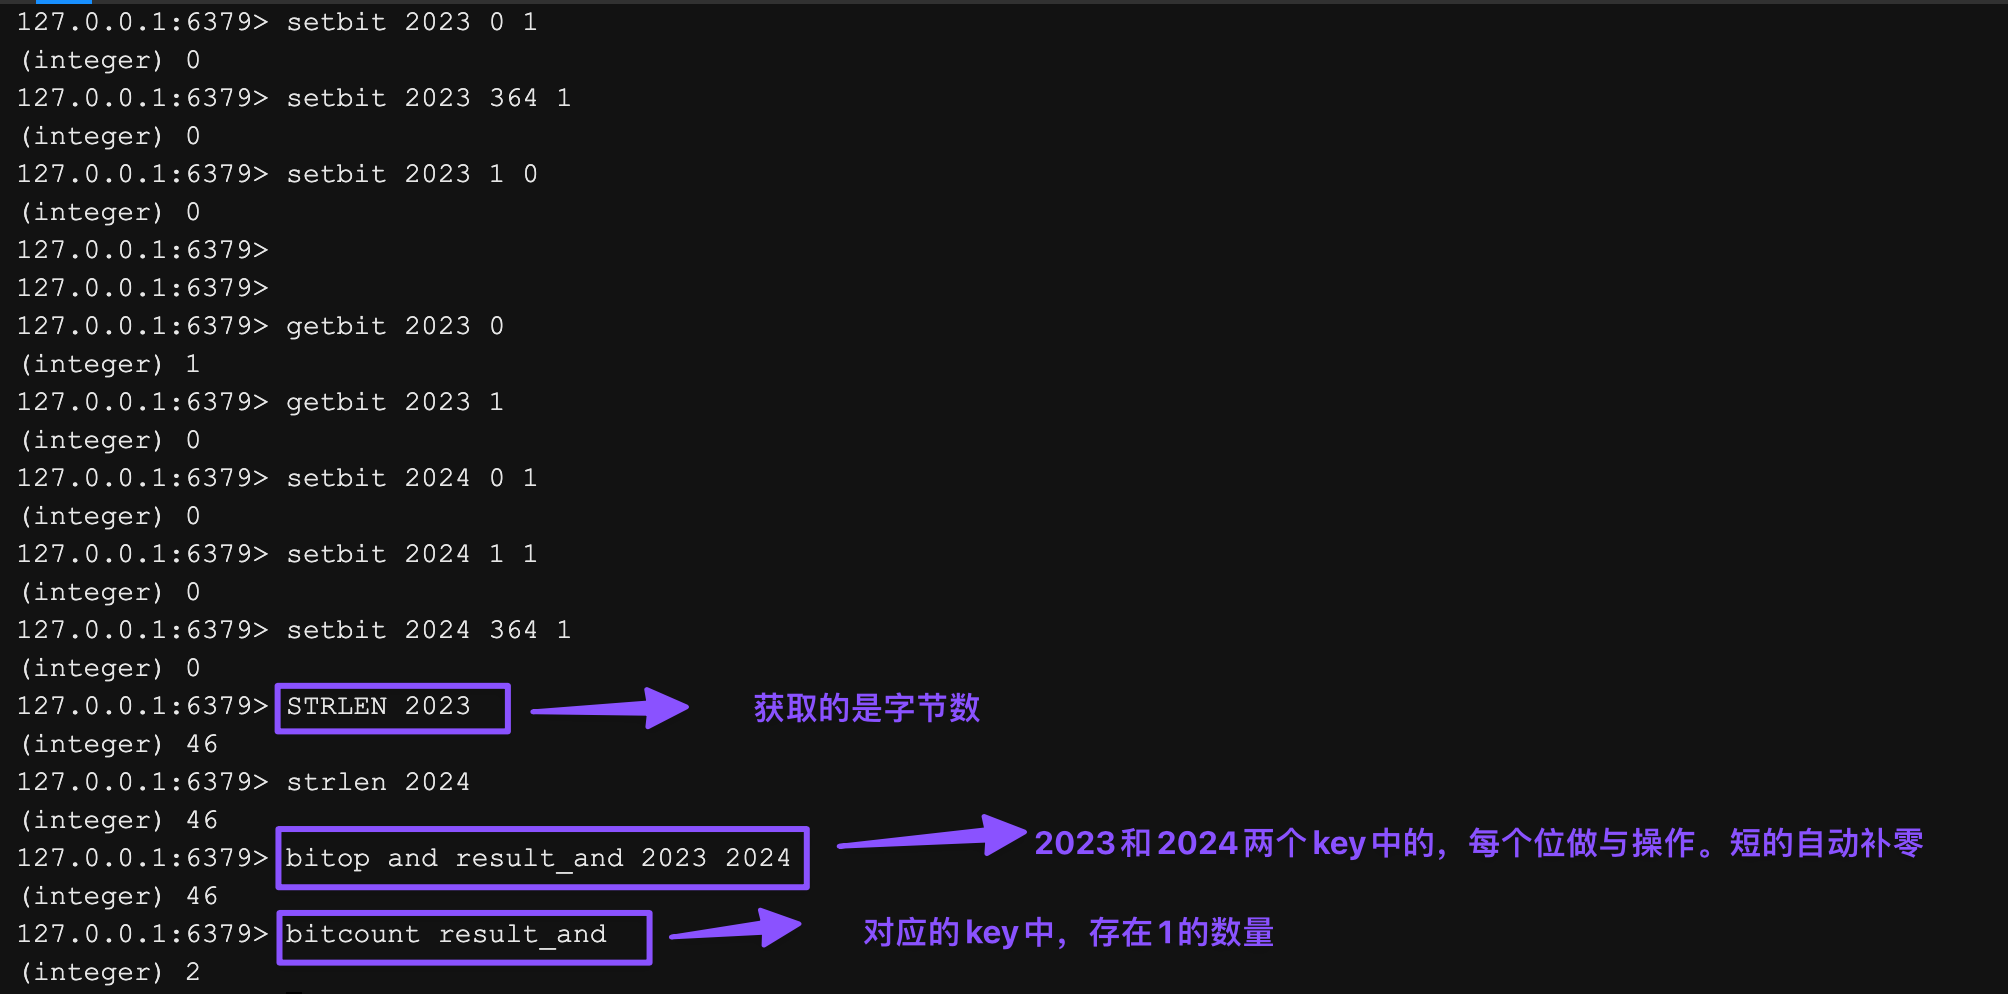 127.0.0.1:6379> setbit 2023 0 1
(integer) 0
127.0.0.1:6379> setbit 2023 364 1
(integer) 0
127.0.0.1:6379> setbit 2023 1 0
(integer) 0
127.0.0.1:6379>
127.0.0.1:6379>
127.0.0.1:6379> getbit 2023 0
(integer) 1
127.0.0.1:6379> getbit 2023 1
(integer) 0
127.0.0.1:6379> setbit 2024 0 1
(integer) 0
127.0.0.1:6379> setbit 2024 1 1
(integer) 0
127.0.0.1:6379> setbit 2024 364 1
(integer) 0
127.0.0.1:6379> STRLEN 2023 获取的是字节数
(integer) 46
127.0.0.1:6379> strlen 2024
(integer) 46
127.0.0.1:6379> bitop and result_and 2023 2024 2023和2024两个key中的，每个位做与操作。短的自动补零
(integer) 46
127.0.0.1:6379> bitcount result_and 对应的key中，存在1的数量
(integer) 2